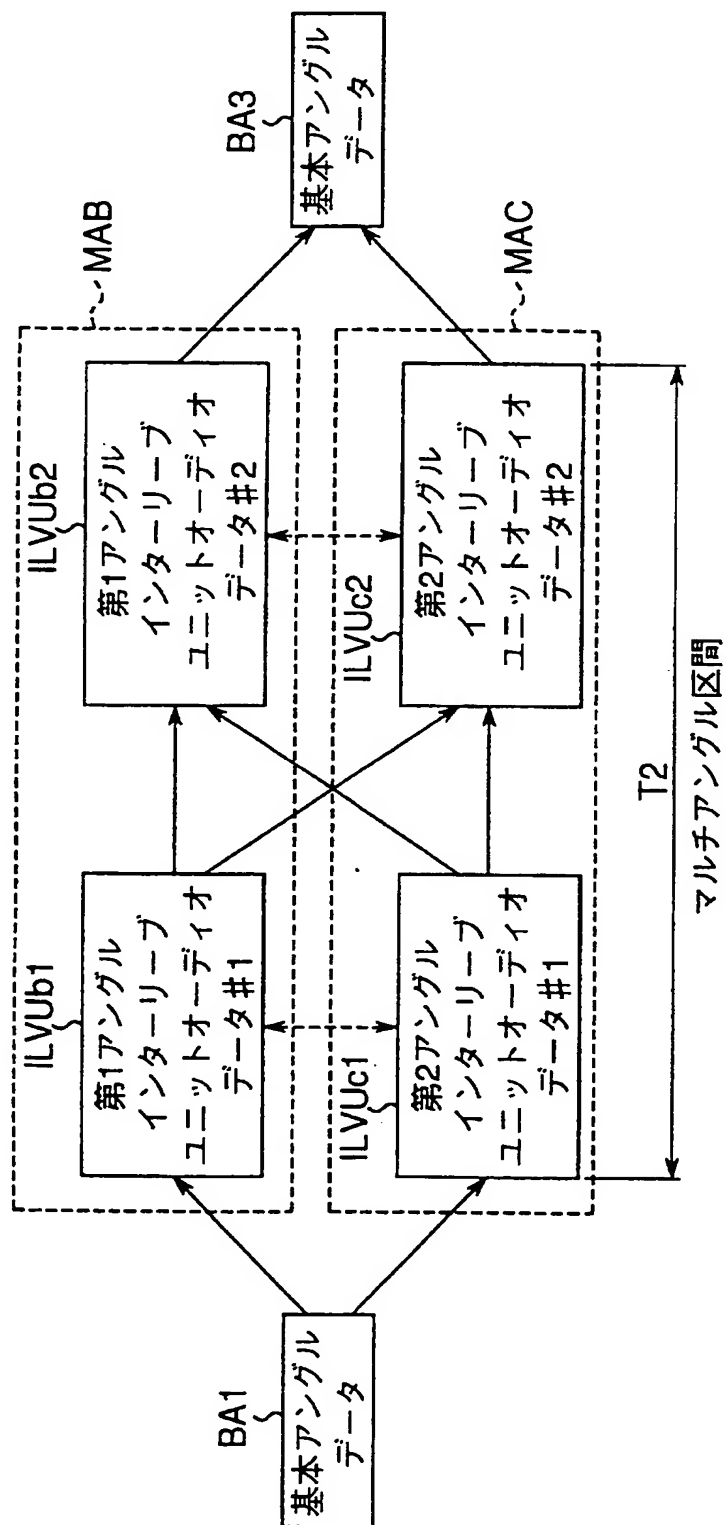 BA1
基本アングル
データ
MAB
ILVUb1
第1アングル
インターリーブ
ユニットオーディオ
データ#1
ILVUb2
第1アングル
インターリーブ
ユニットオーディオ
データ#2
BA3
基本アングル
データ
ILVUc1
第2アングル
インターリーブ
ユニットオーディオ
データ#1
ILVUc2
第2アングル
インターリーブ
ユニットオーディオ
データ#2
MAC
T2
マルチアングル区間